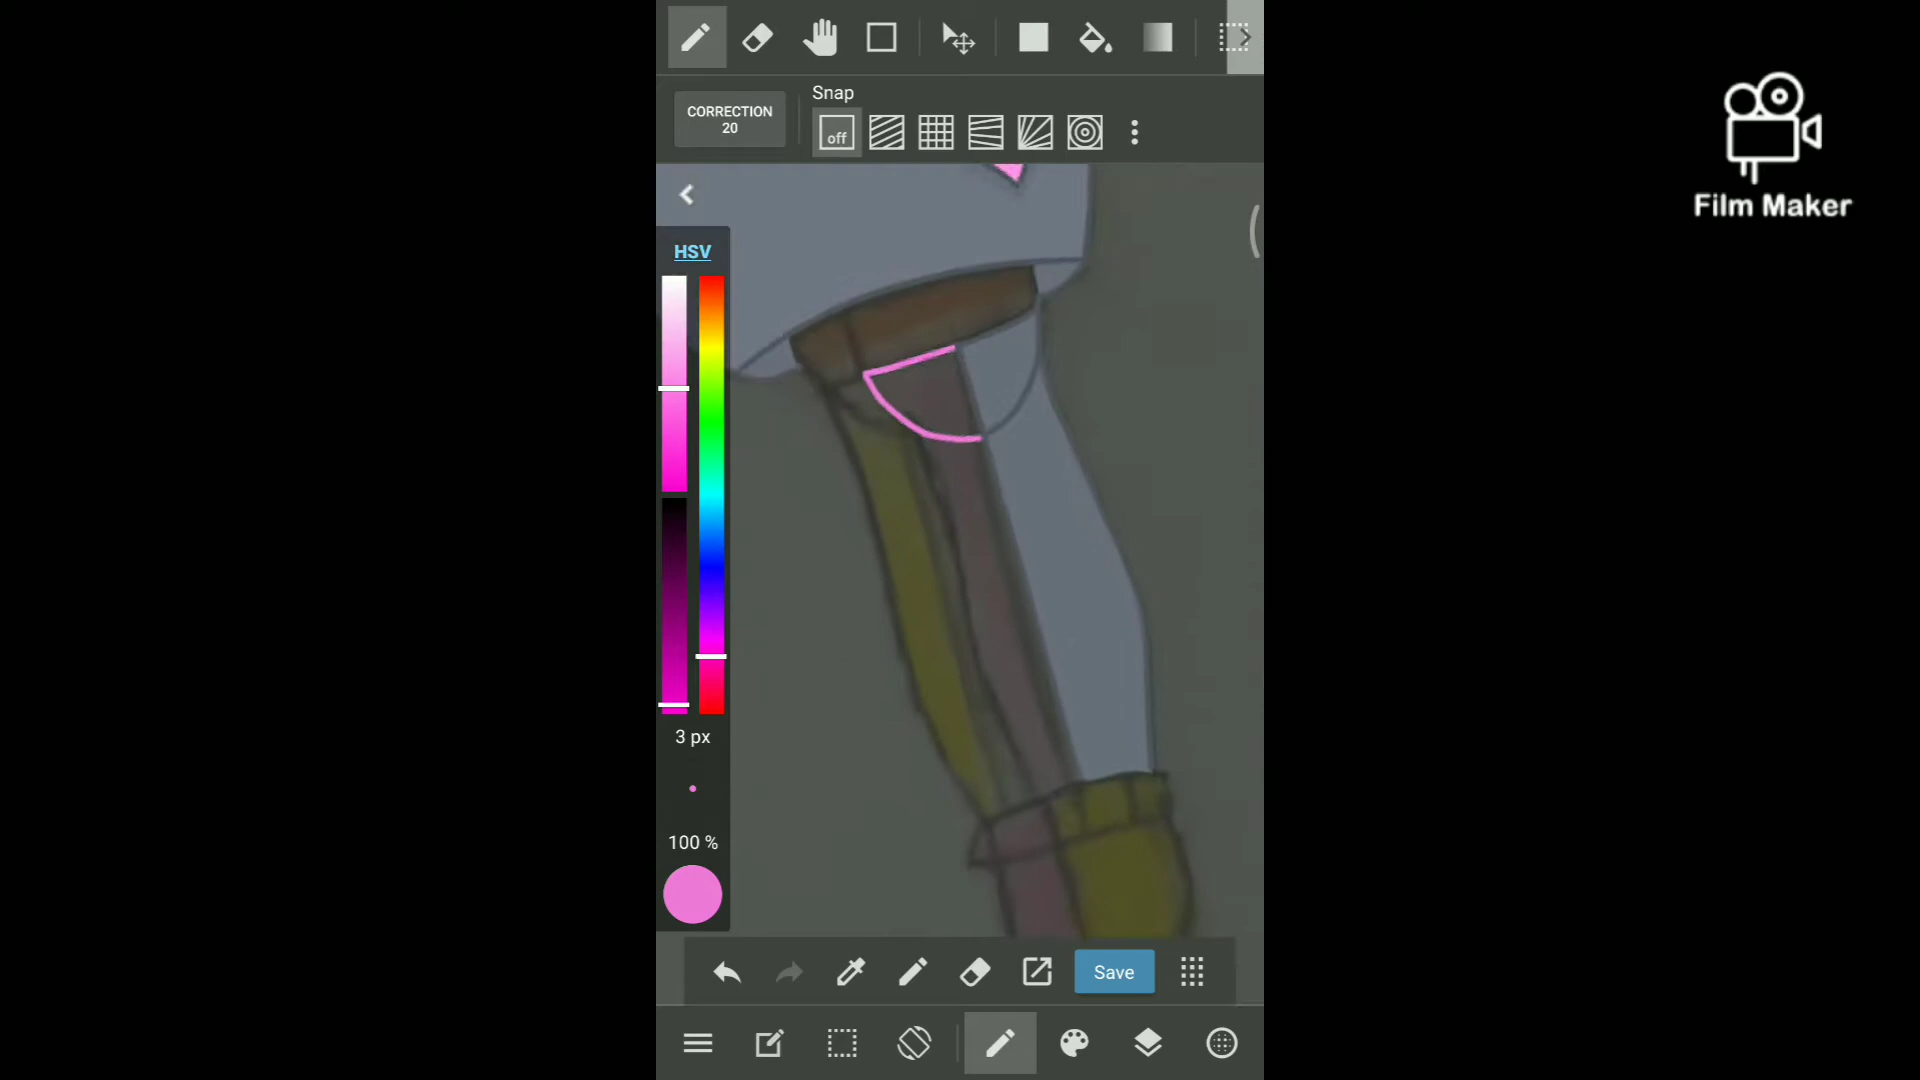 CORRECTION
20
Snap
off
HSV
3 px
100 %
Save
Film Maker